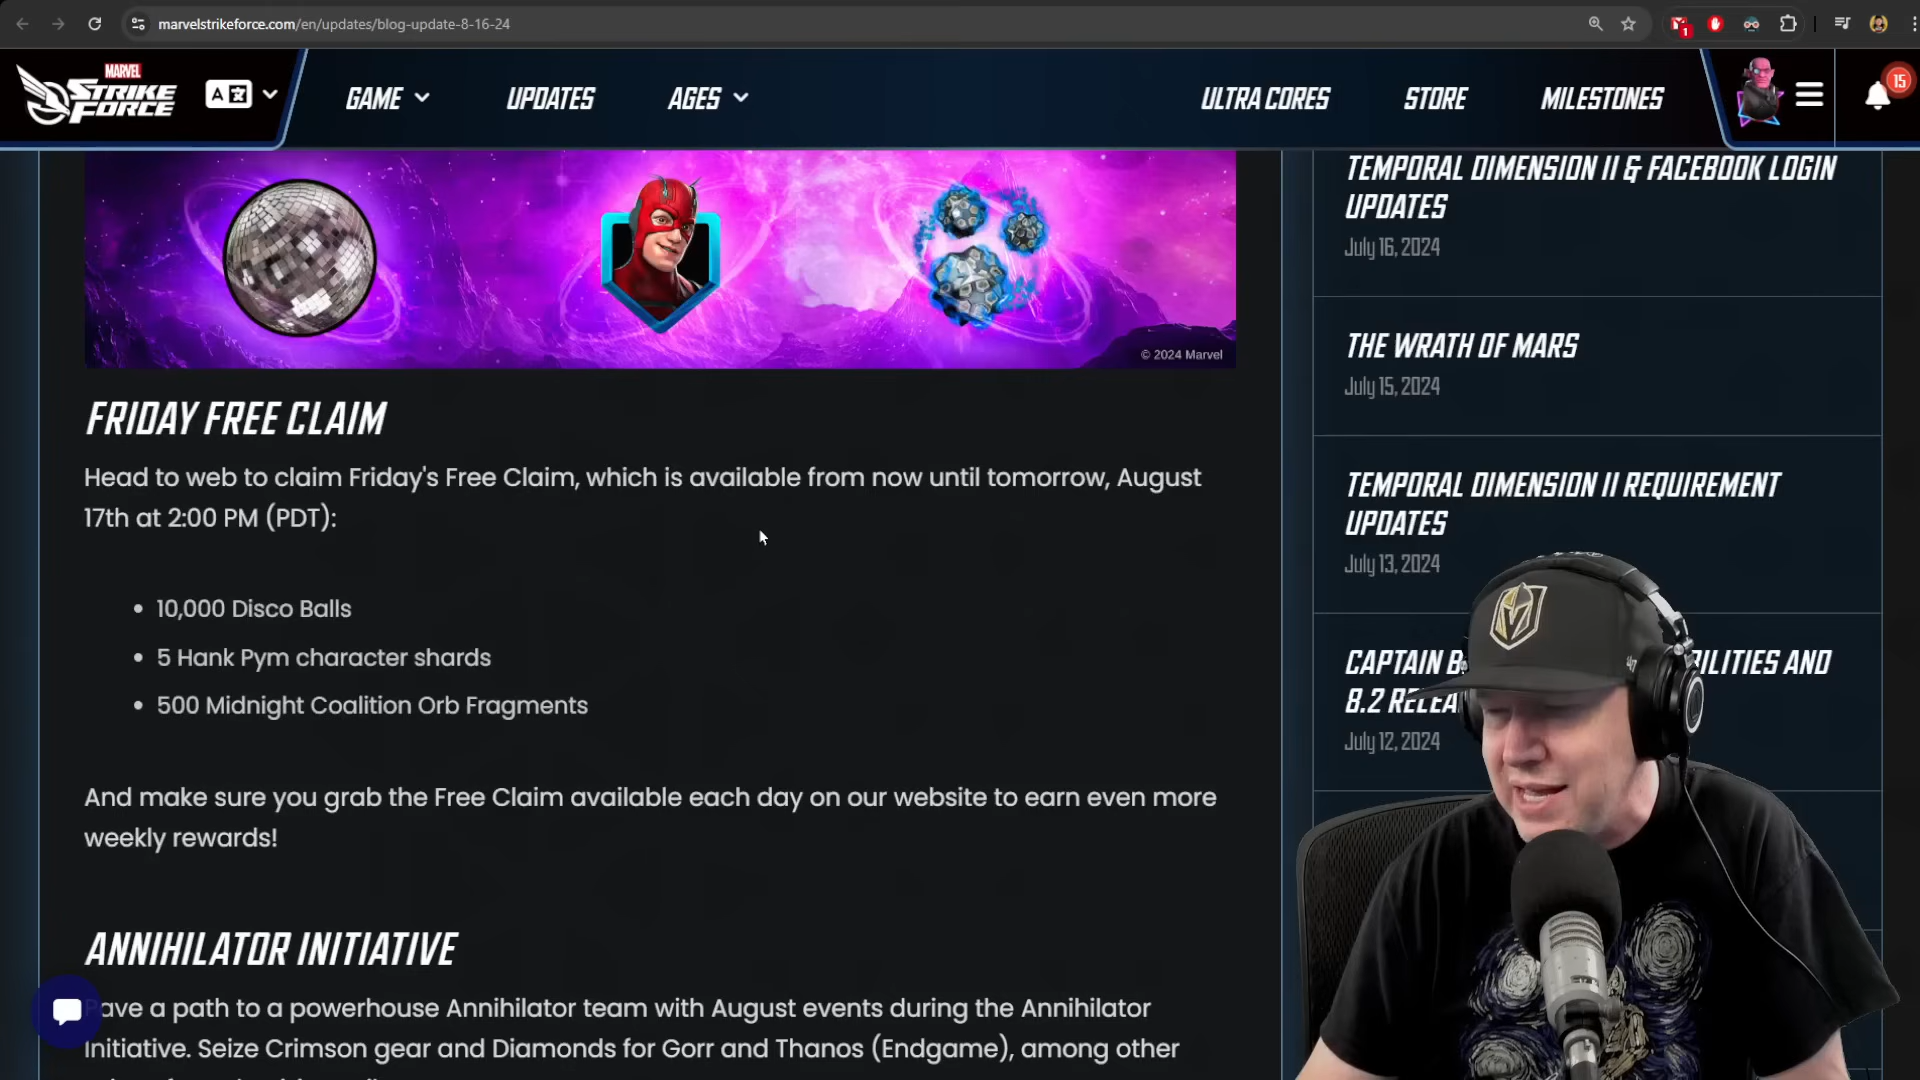 marvelstrikeforce.com/en/updates/blog-update-8-16-24
1
MARVEL
STRIKE
FORCE
A
GAME
UPDATES
AGES
ULTRA CORES
STORE
MILESTONES
15
© 2024 Marvel
FRIDAY FREE CLAIM
Head to web to claim Friday's Free Claim, which is available from now until tomorrow, August
17th at 2:00 PM (PDT):
• 10,000 Disco Balls
• 5 Hank Pym character shards
• 500 Midnight Coalition Orb Fragments
And make sure you grab the Free Claim available each day on our website to earn even more
weekly rewards!
ANNIHILATOR INITIATIVE
Pave a path to a powerhouse Annihilator team with August events during the Annihilator
Initiative. Seize Crimson gear and Diamonds for Gorr and Thanos (Endgame), among other
TEMPORAL DIMENSION II & FACEBOOK LOGIN
UPDATES
July 16, 2024
THE WRATH OF MARS
July 15, 2024
TEMPORAL DIMENSION II REQUIREMENT
UPDATES
July 13, 2024
CAPTAIN AND
8.2
July 12, 2024
'47